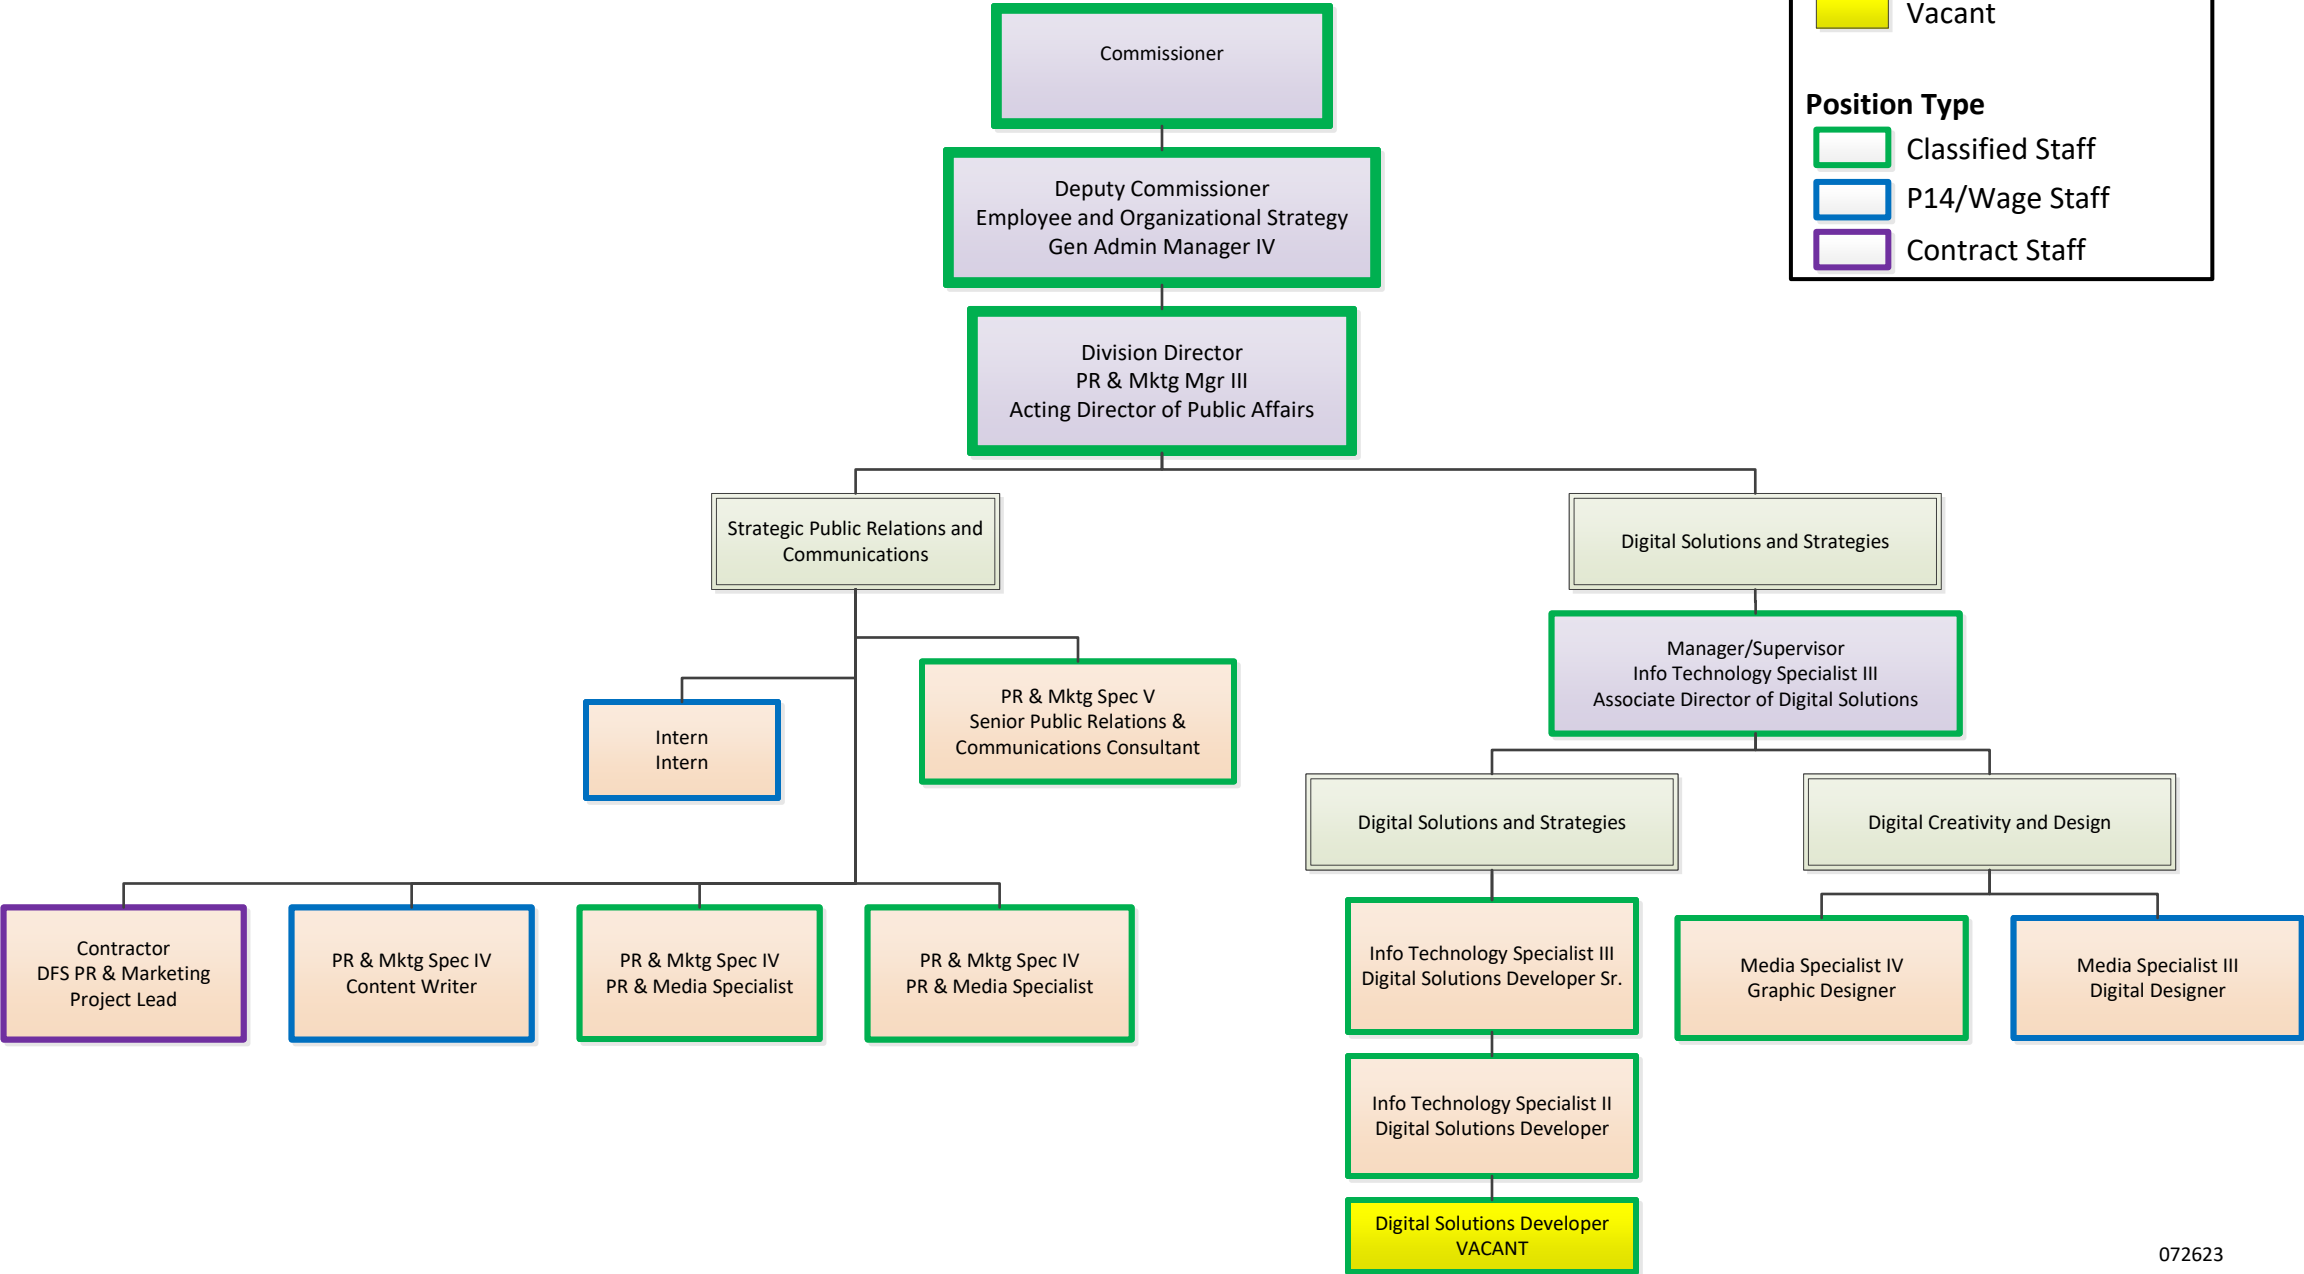 Commissioner
Vacant
Position Type
Classified Staff
P14/Wage Staff
Contract Staff
Deputy Commissioner
Employee and Organizational Strategy
Gen Admin Manager IV
Division Director
PR & Mktg Mgr III
Acting Director of Public Affairs
Strategic Public Relations and
Communications
Digital Solutions and Strategies
Manager/Supervisor
Info Technology Specialist III
Associate Director of Digital Solutions
PR & Mktg Spec V
Senior Public Relations &
Communications Consultant
Intern
Intern
Digital Solutions and Strategies
Digital Creativity and Design
Contractor
DFS PR & Marketing
Project Lead
PR & Mktg Spec IV
Content Writer
PR & Mktg Spec IV
PR & Media Specialist
PR & Mktg Spec IV
PR & Media Specialist
Info Technology Specialist III
Digital Solutions Developer Sr.
Media Specialist IV
Graphic Designer
Media Specialist III
Digital Designer
Info Technology Specialist II
Digital Solutions Developer
Digital Solutions Developer
VACANT
072623